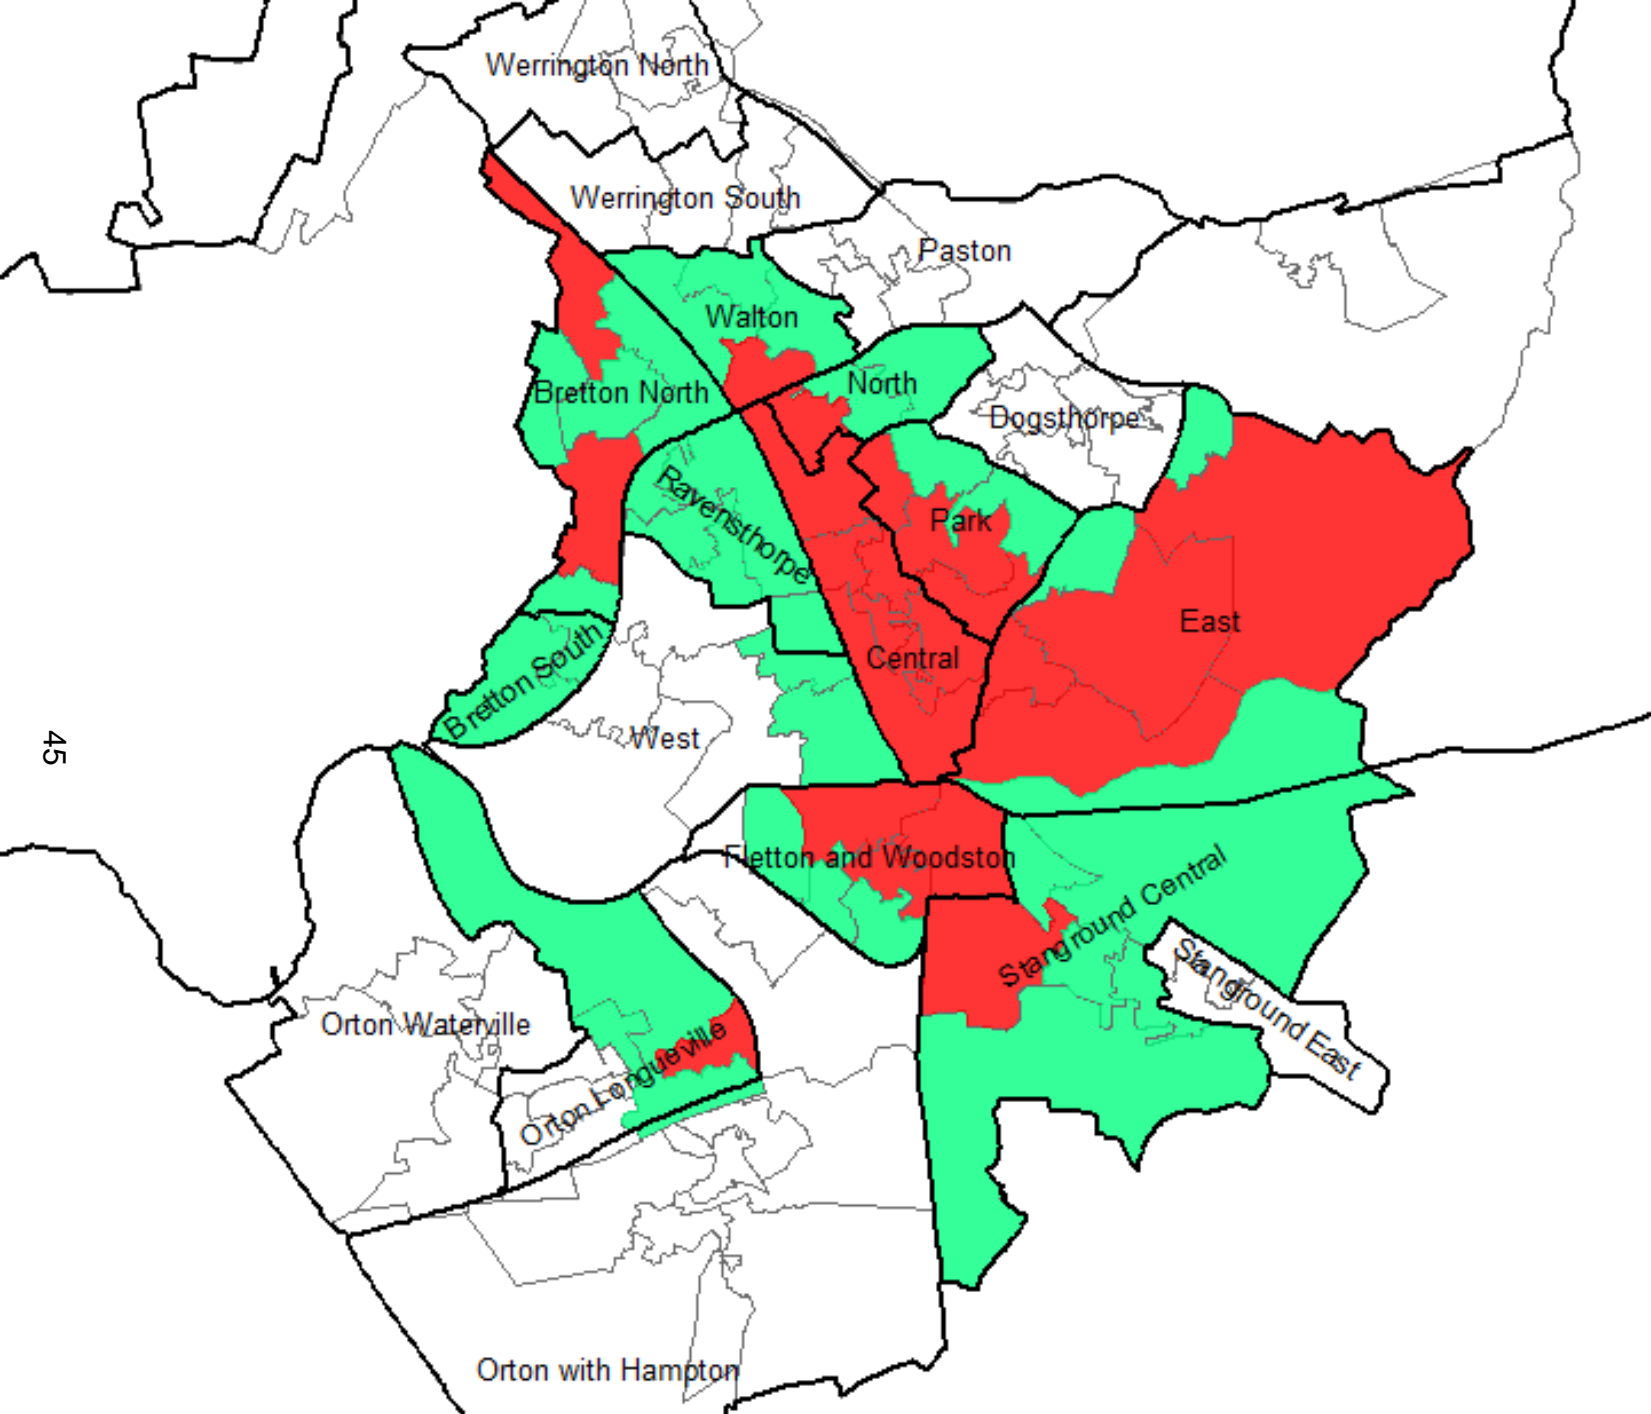 Werrington North
Werrington South
Paston
Walton
North
Bretton North
Dogsthorpe
Ravensthorpe
Park
East
Central
Bretton South
West
45
Fletton and Woodston
Stanground Central
Stanground East
Orton Waterville
Orton Longueville
Orton with Hampton